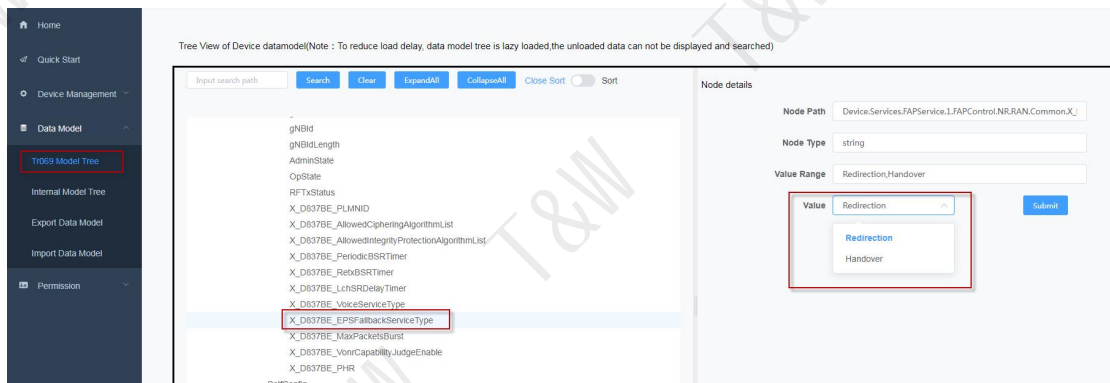 Home
Quick Start
Device Management
Data Model
Tr069 Model Tree
Internal Model Tree
Export Data Model
Import Data Model
Permission
Tree View of Device datamodel(Note : To reduce load delay, data model tree is lazy loaded,the unloaded data can not be displayed and searched)
Input search path
Search
Clear
ExpandAll
CollapseAll
Close Sort
Sort
gNBId
gNBIdLength
AdminState
OpState
RFTxStatus
X_D837BE_PLMNID
X_D837BE_AllowedCipheringAlgorithmList
X_D837BE_AllowedIntegrityProtectionAlgorithmList
X_D837BE_PeriodicBSRTimer
X_D837BE_RetxBSRTimer
X_D837BE_LchSRDelayTimer
X_D837BE_VoiceServiceType
X_D837BE_EPSFallbackServiceType
X_D837BE_MaxPacketsBurst
X_D837BE_VonrCapabilityJudgeEnable
X_D837BE_PHR
SelfConfig
Node details
Node Path
Device.Services.FAPService.1.FAPControl.NR.RAN.Common.X_
Node Type
string
Value Range
Redirection,Handover
Value
Redirection
Submit
Redirection
Handover
T&W
T&W